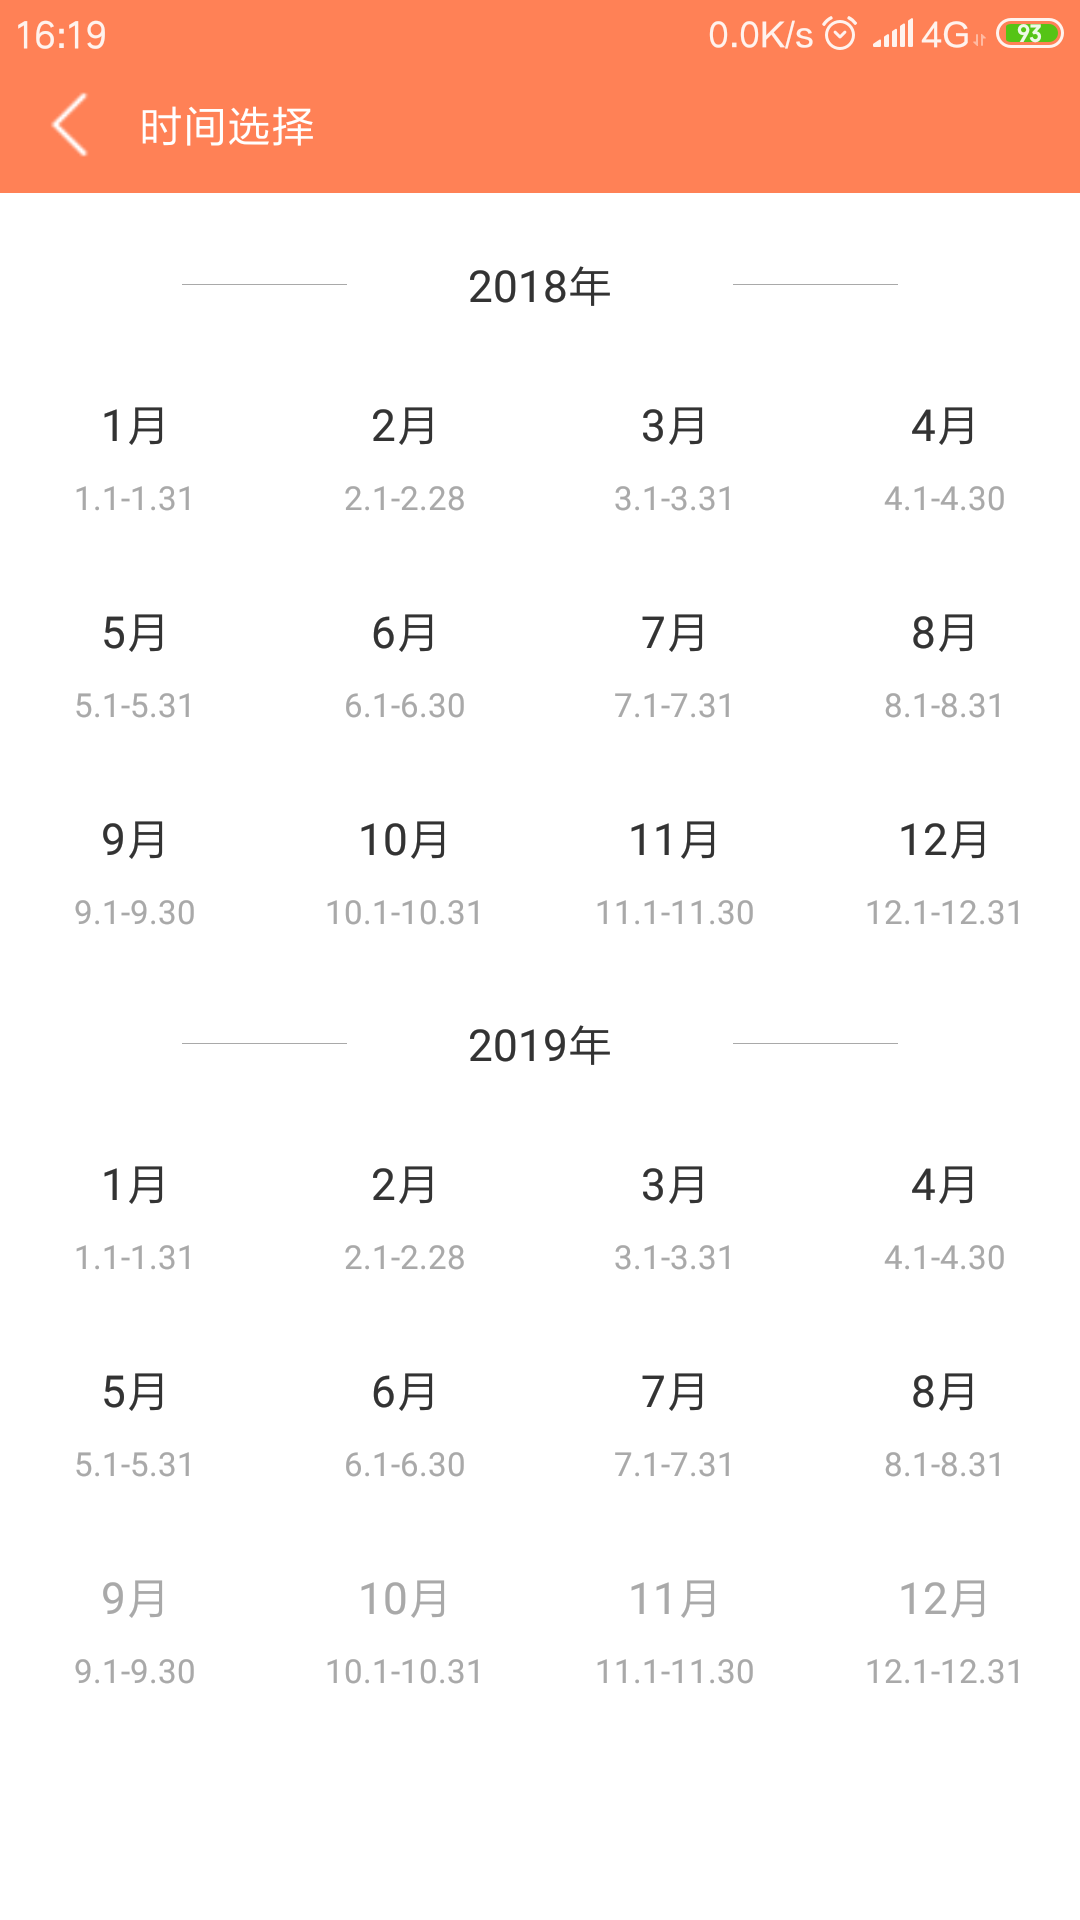 16:19 0.0K/s 4G 93
时间选择
2018年
1月 2月 3月 4月
1.1-1.31 2.1-2.28 3.1-3.31 4.1-4.30
5月 6月 7月 8月
5.1-5.31 6.1-6.30 7.1-7.31 8.1-8.31
9月 10月 11月 12月
9.1-9.30 10.1-10.31 11.1-11.30 12.1-12.31
2019年
1月 2月 3月 4月
1.1-1.31 2.1-2.28 3.1-3.31 4.1-4.30
5月 6月 7月 8月
5.1-5.31 6.1-6.30 7.1-7.31 8.1-8.31
9月 10月 11月 12月
9.1-9.30 10.1-10.31 11.1-11.30 12.1-12.31